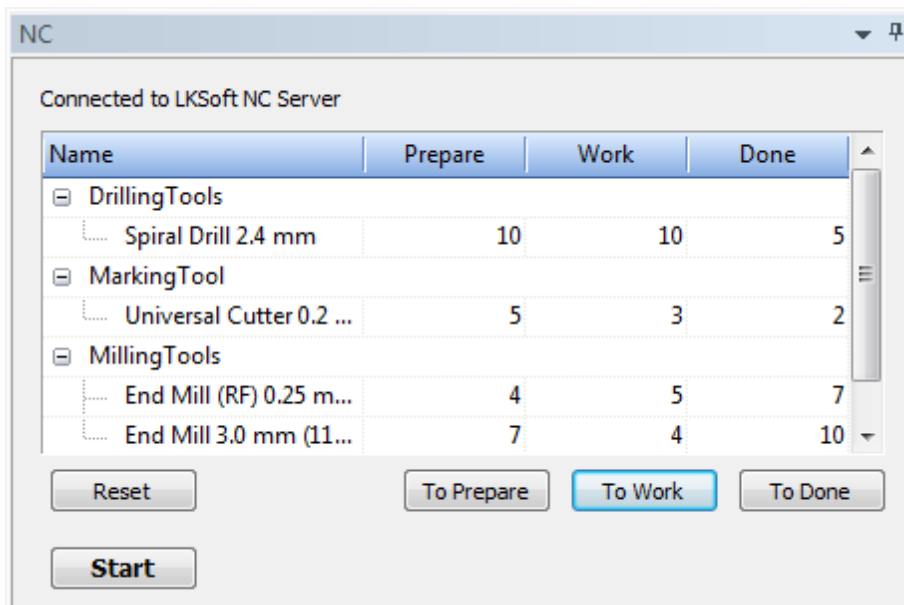 NC
Connected to LKSoft NC Server
Name Prepare Work Done
DrillingTools
Spiral Drill 2.4 mm 10 10 5
MarkingTool
Universal Cutter 0.2 ... 5 3 2
MillingTools
End Mill (RF) 0.25 m... 4 5 7
End Mill 3.0 mm (11... 7 4 10
Reset To Prepare To Work To Done
Start